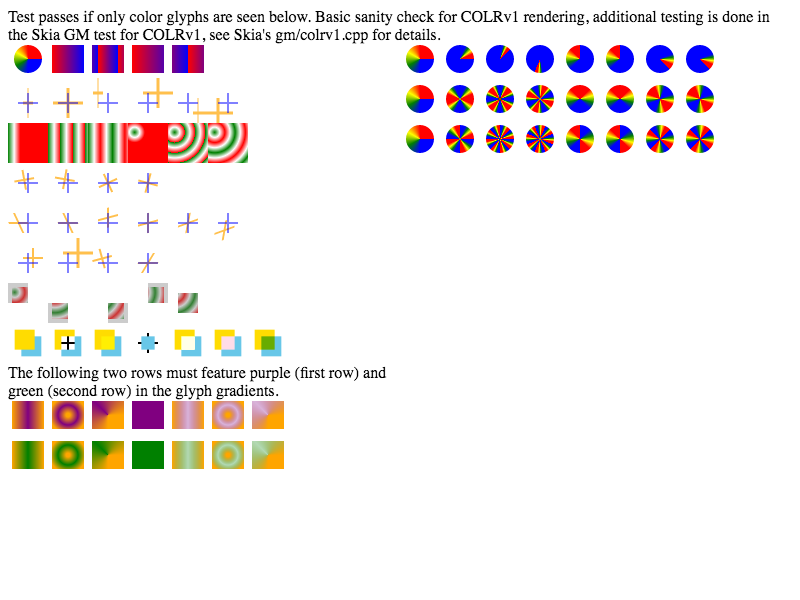 Test passes if only color glyphs are seen below. Basic sanity check for COLRv1 rendering, additional testing is done in
the Skia GM test for COLRv1, see Skia's gm/colrv1.cpp for details.
The following two rows must feature purple (first row) and
green (second row) in the glyph gradients.